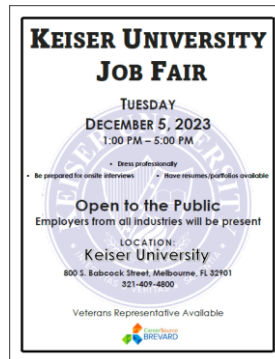 KEISER UNIVERSITY
JOB FAIR
TUESDAY
DECEMBER 5, 2023
1:00 PM – 5:00 PM
• Dress professionally
• Be prepared for onsite interviews • Have resumes/portfolios available
Open to the Public
Employers from all industries will be present
LOCATION:
Keiser University
800 S. Babcock Street, Melbourne, FL 32901
321-409-4800
Veterans Representative Available
CareerSource
BREVARD